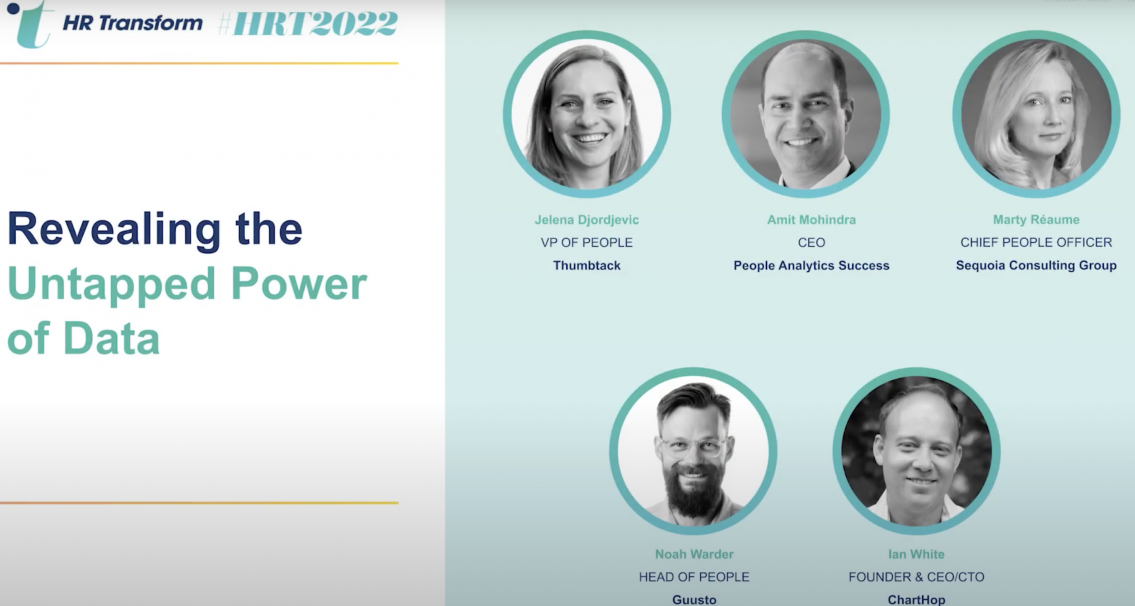 t HR Transform #HRT2022
Revealing the
Untapped Power
of Data
Jelena Djordjevic
VP OF PEOPLE
Thumbtack
Amit Mohindra
CEO
People Analytics Success
Marty Réaume
CHIEF PEOPLE OFFICER
Sequoia Consulting Group
Noah Warder
HEAD OF PEOPLE
Guusto
Ian White
FOUNDER & CEO/CTO
ChartHop